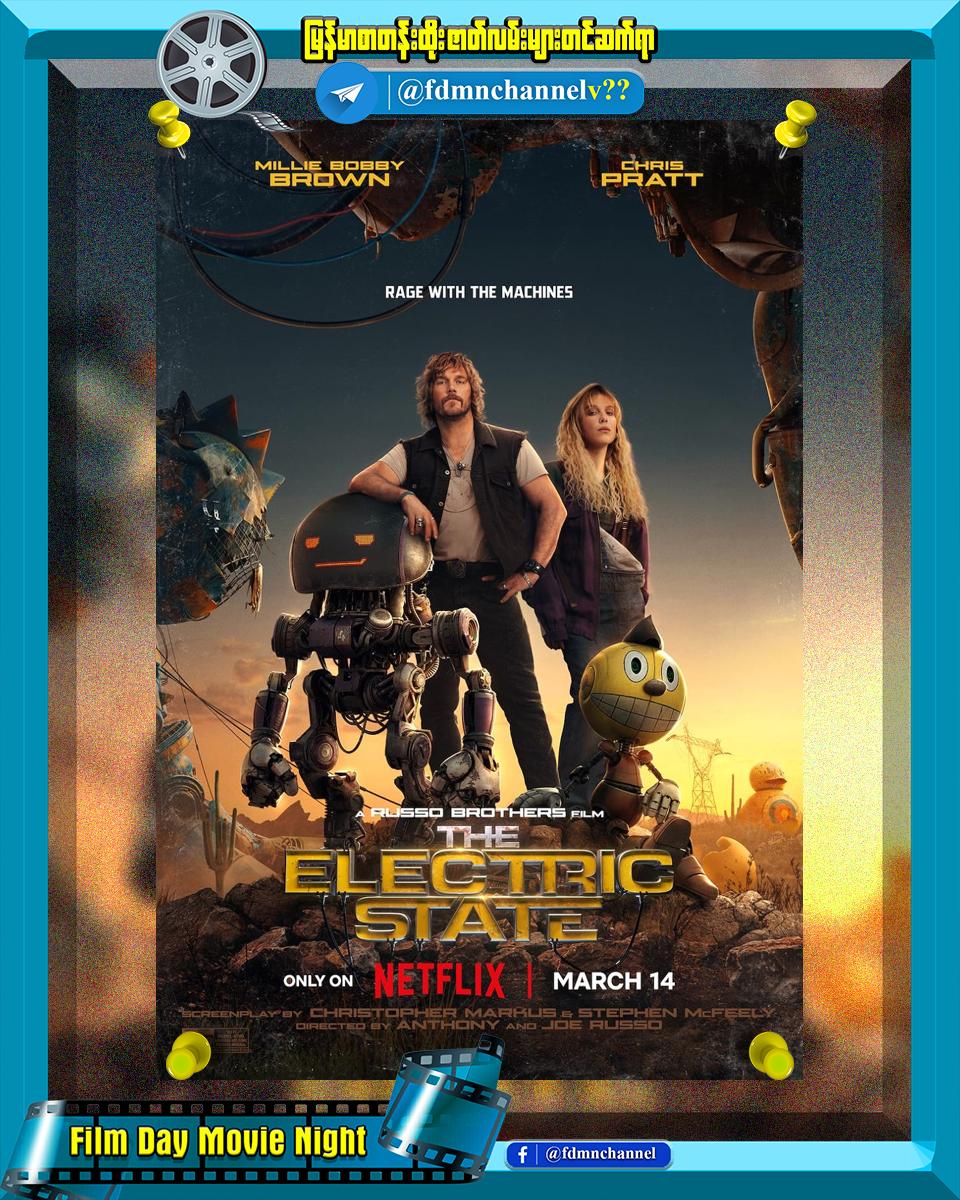 မြန်မာစာတန်းထိုးဇာတ်လမ်းများတင်ဆက်ရာ
@fdmnchannelv??
MILLIE BOBBY
BROWN
CHRIS
PRATT
RAGE WITH THE MACHINES
A RUSSO BROTHERS FILM
THE
ELECTRIC
STATE
ONLY ON NETFLIX | MARCH 14
SCREENPLAY BY CHRISTOPHER MARKUS & STEPHEN McFEELY
DIRECTED BY ANTHONY AND JOE RUSSO
Film Day Movie Night
@fdmnchannel